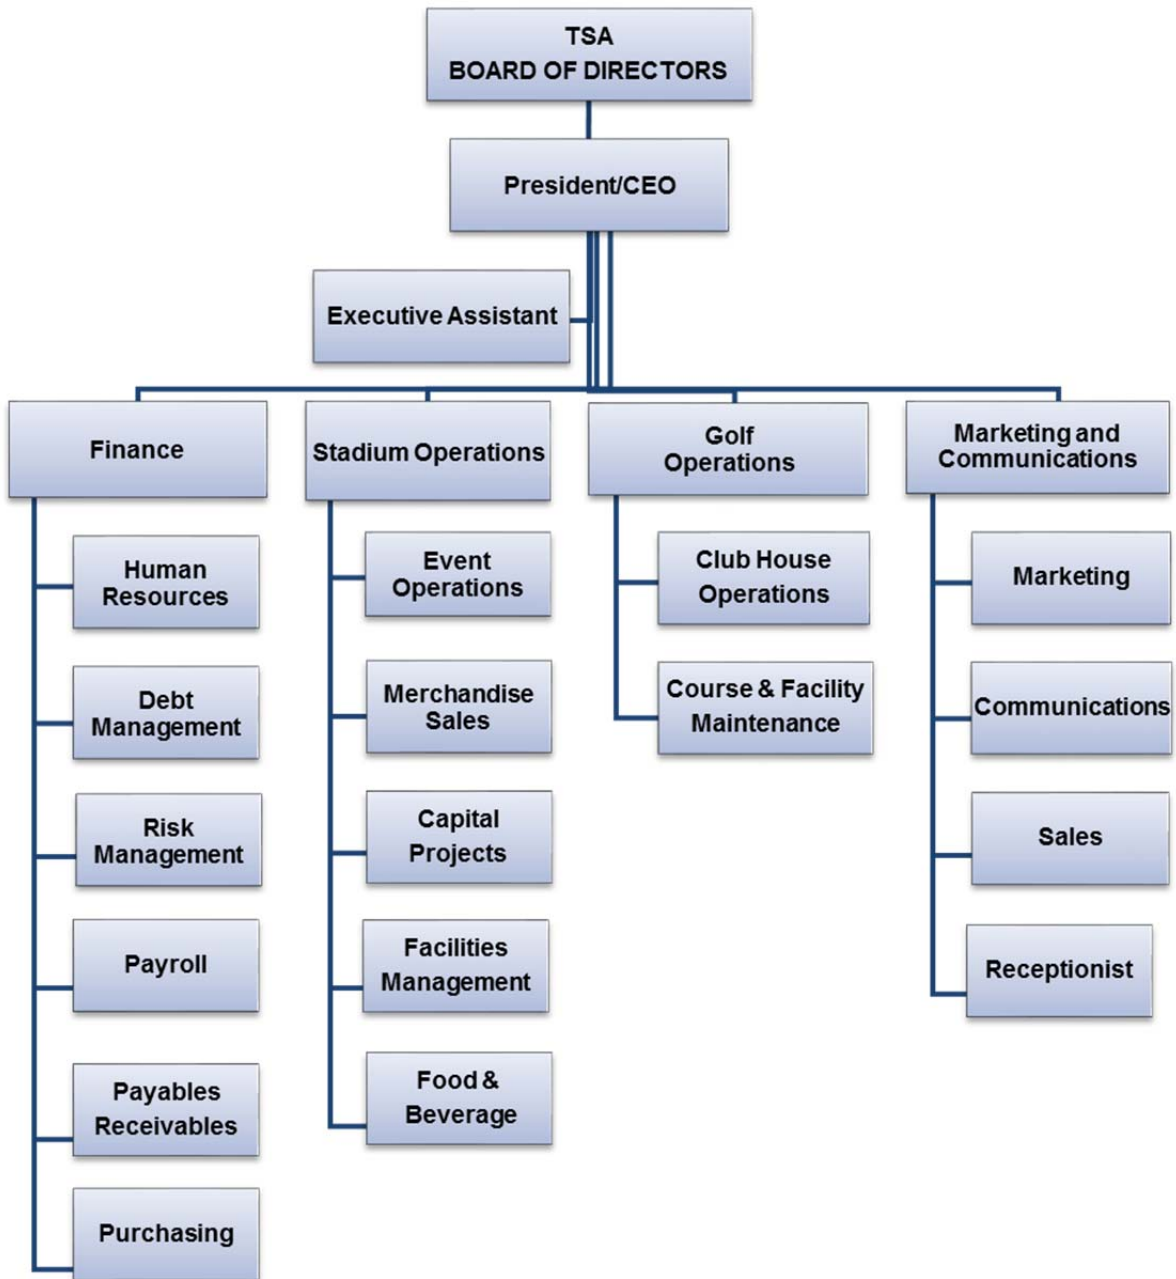 TSA
BOARD OF DIRECTORS
President/CEO
Executive Assistant
Finance
Human
Resources
Debt
Management
Risk
Management
Payroll
Payables
Receivables
Purchasing
Stadium Operations
Event
Operations
Merchandise
Sales
Capital
Projects
Facilities
Management
Food &
Beverage
Golf
Operations
Club House
Operations
Course & Facility
Maintenance
Marketing and
Communications
Marketing
Communications
Sales
Receptionist